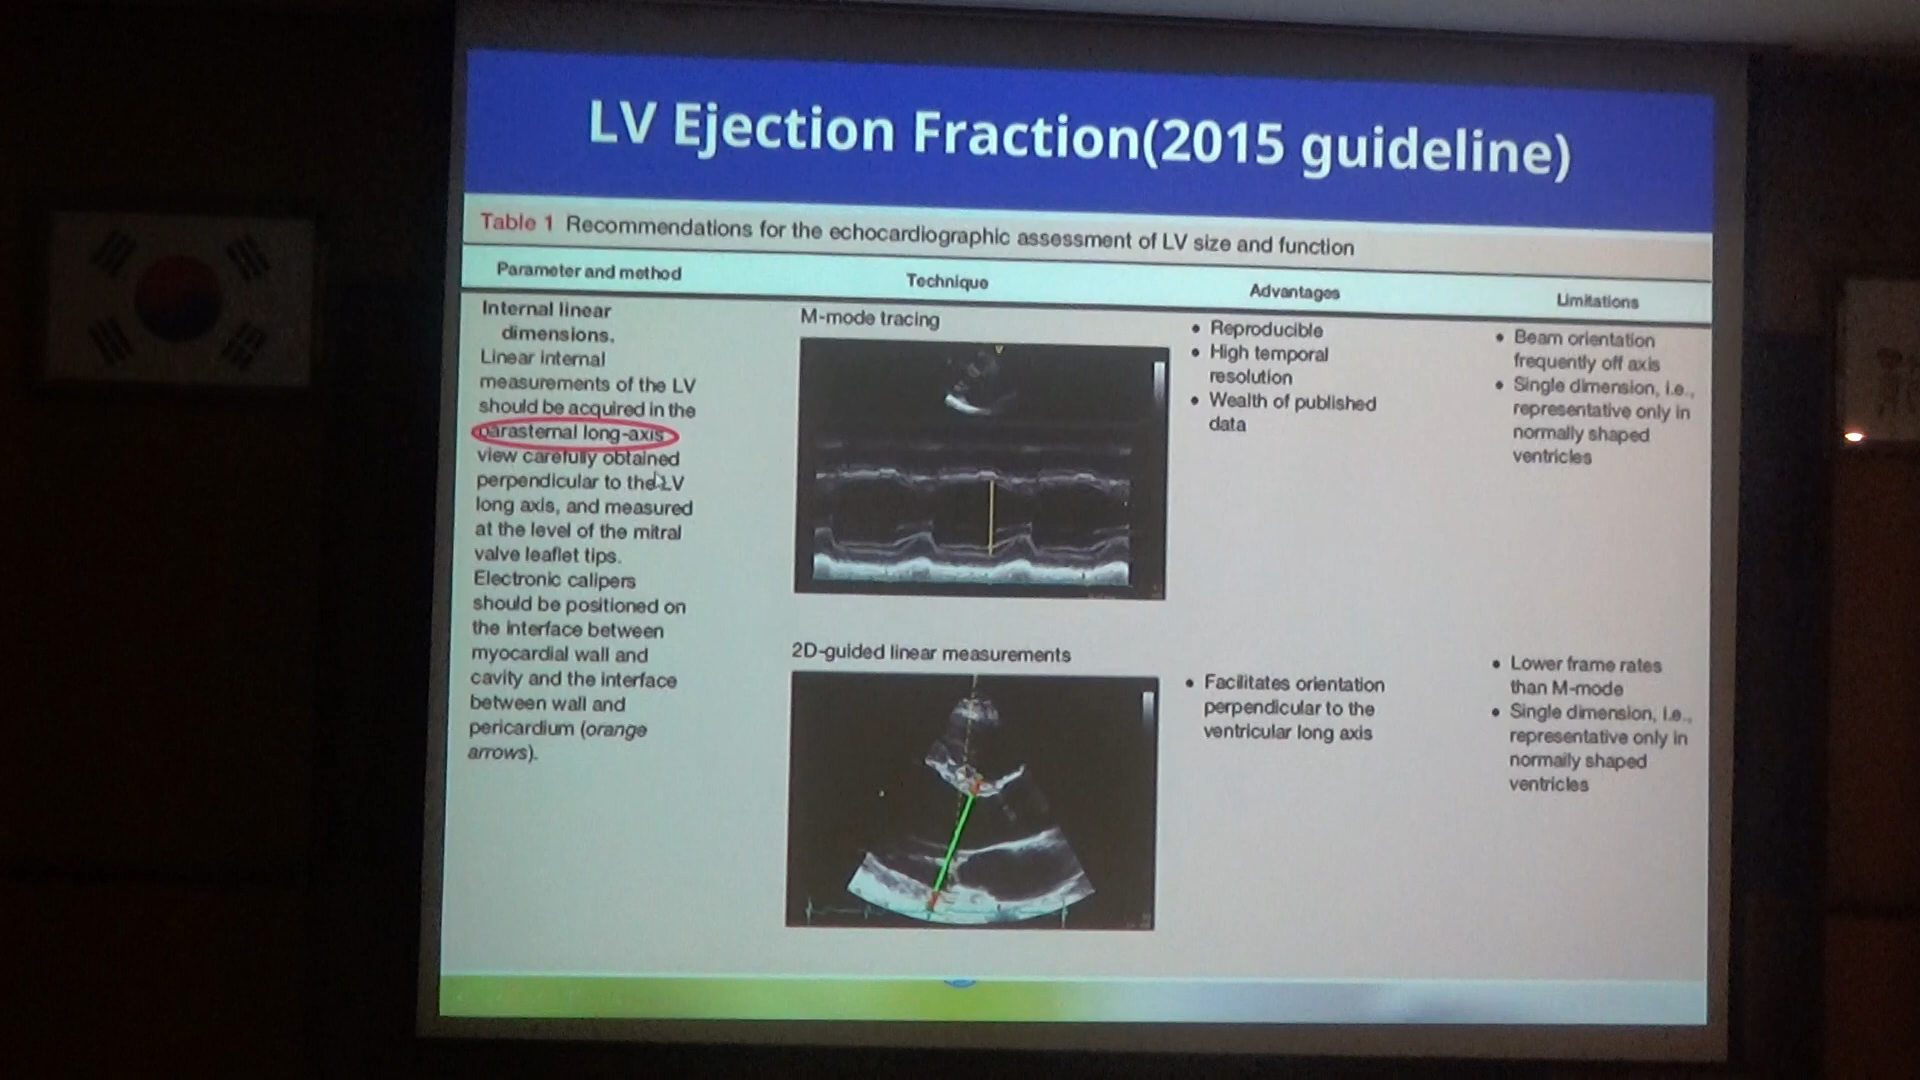 LV Ejection Fraction(2015 guideline)
Table 1 Recommendations for the echocardiographic assessment of LV size and function
Parameter and method
Technique
Advantages
Limitations
Internal linear
dimensions.
Linear internal
measurements of the LV
should be acquired in the
parasternal long-axis
view carefully obtained
perpendicular to the LV
long axis, and measured
at the level of the mitral
valve leaflet tips.
Electronic calipers
should be positioned on
the interface between
myocardial wall and
cavity and the interface
between wall and
pericardium (orange
arrows).
M-mode tracing
• Reproducible
• High temporal
resolution
• Wealth of published
data
• Beam orientation
frequently off axis
• Single dimension, i.e.,
representative only in
normally shaped
ventricles
2D-guided linear measurements
• Facilitates orientation
perpendicular to the
ventricular long axis
• Lower frame rates
than M-mode
• Single dimension, i.e.,
representative only in
normally shaped
ventricles